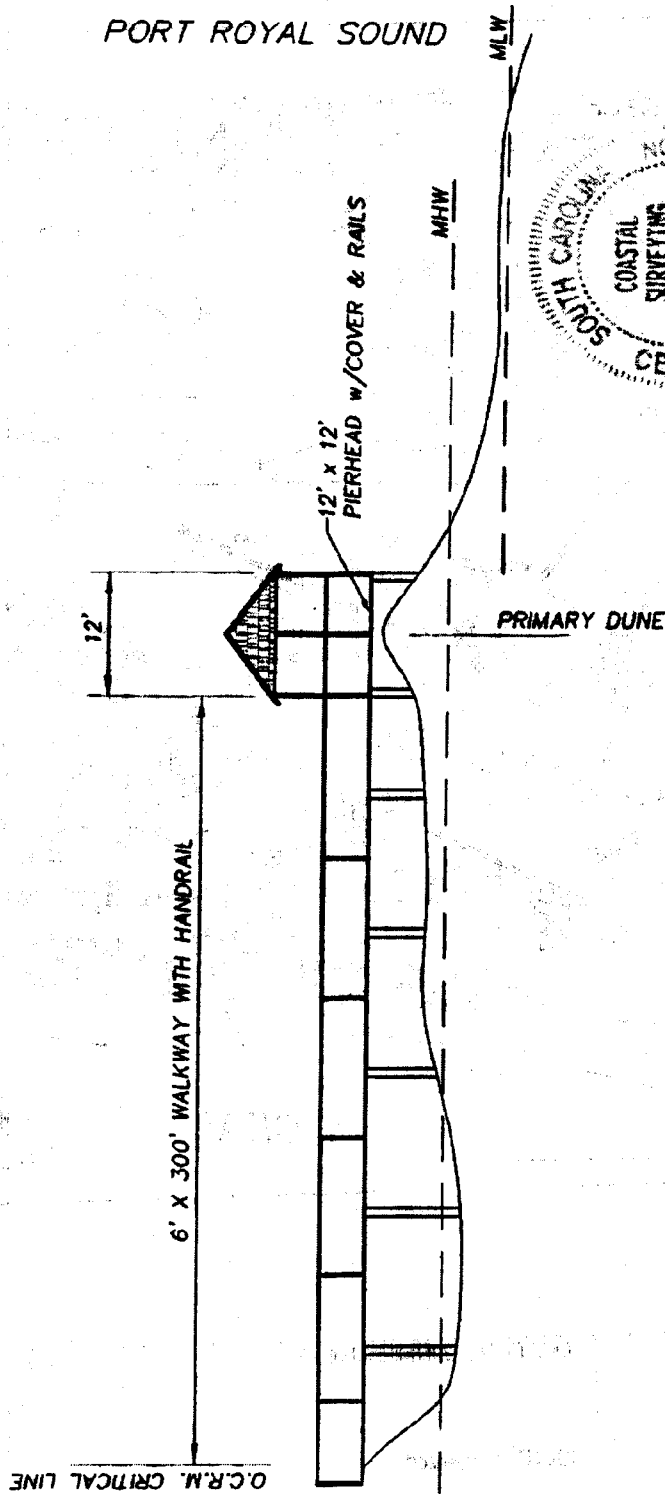 PORT ROYAL SOUND
MLW
MHW
12' x 12'
PIERHEAD w/COVER & RAILS
12'
PRIMARY DUNE
6' X 300' WALKWAY WITH HANDRAIL
O.C.R.M. CRITICAL LINE
SOUTH CAROLINA
COASTAL
SURVEYING